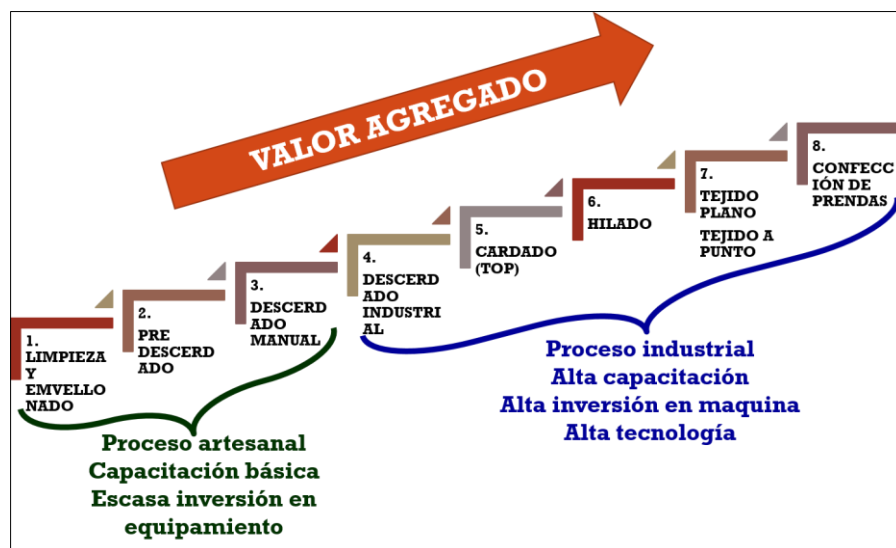 VALOR AGREGADO
1.
LIMPIEZA
Y
EMVELLO
NADO
2.
PRE
DESCERD
ADO
3.
DESCERD
ADO
MANUAL
4.
DESCERD
ADO
INDUSTRI
AL
5.
CARDADO
(TOP)
6.
HILADO
7.
TEJIDO
PLANO
TEJIDO A
PUNTO
8.
CONFECC
IÓN DE
PRENDAS
Proceso artesanal
Capacitación básica
Escasa inversión en
equipamiento
Proceso industrial
Alta capacitación
Alta inversión en maquina
Alta tecnología